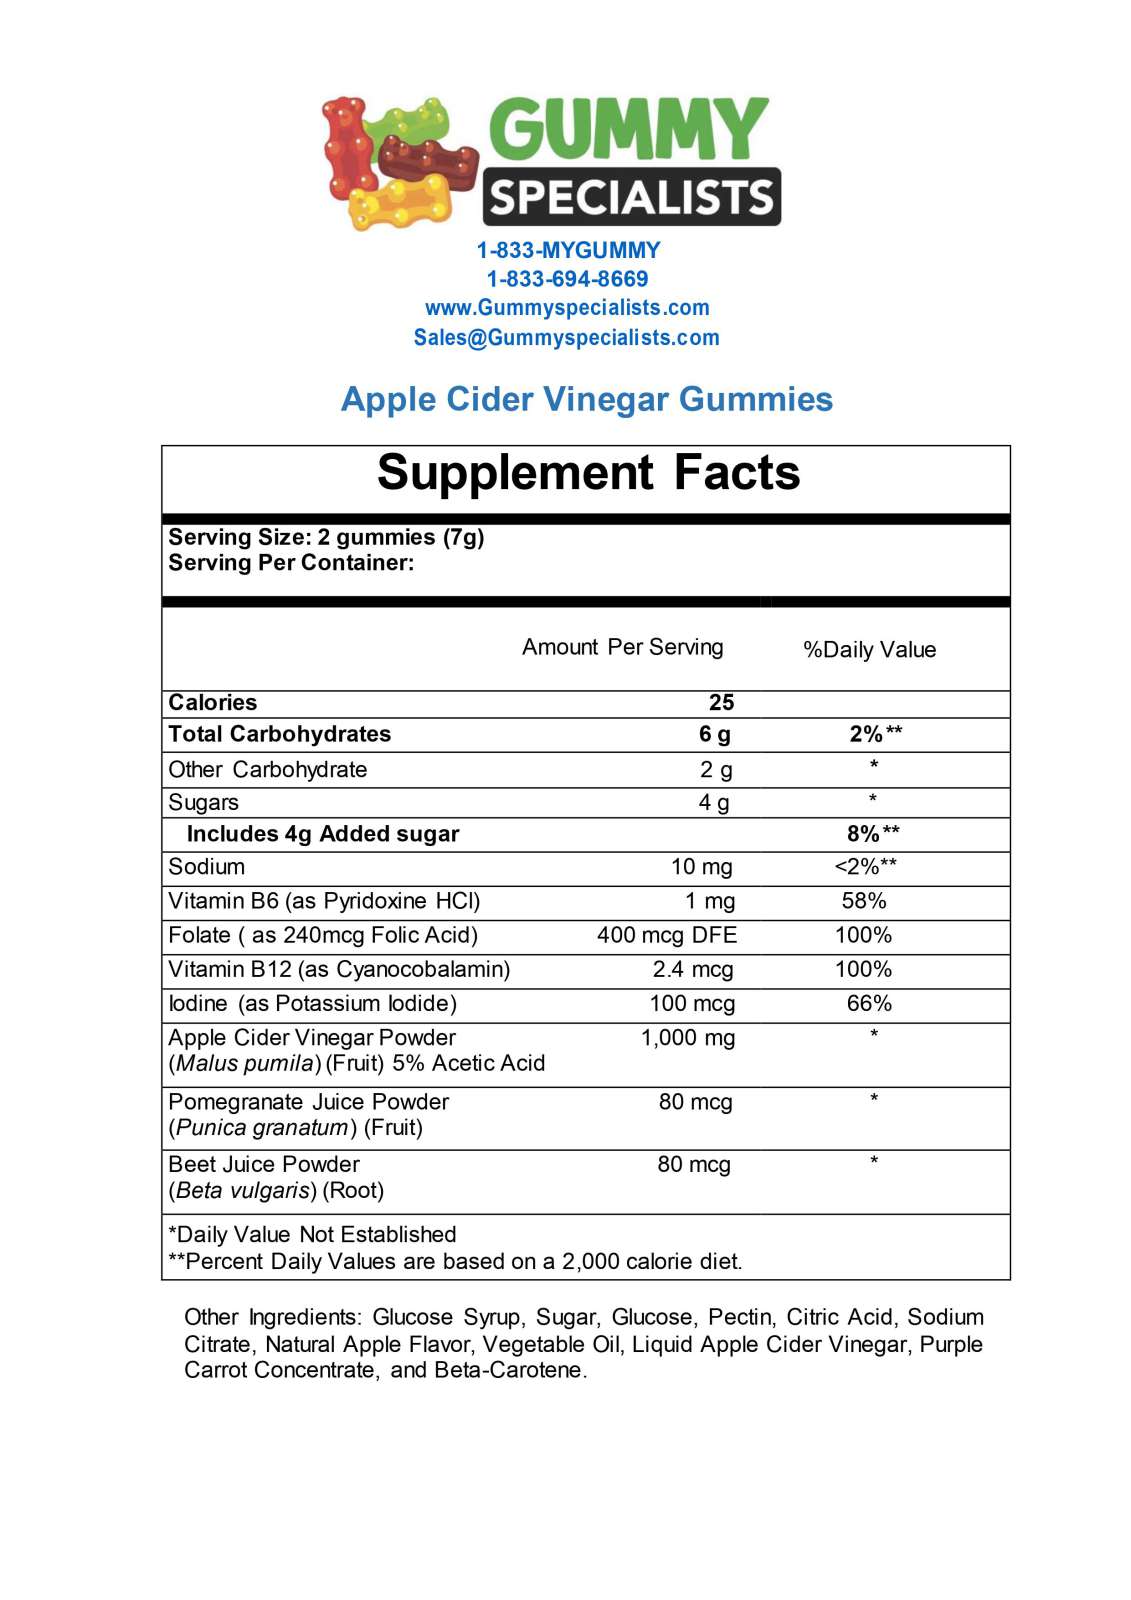 GUMMY
SPECIALISTS
1-833-MYGUMMY
1-833-694-8669
www.Gummyspecialists.com
Sales@Gummyspecialists.com
Apple Cider Vinegar Gummies
Supplement Facts
Serving Size: 2 gummies (7g)
Serving Per Container:
Amount Per Serving %Daily Value
Calories 25
Total Carbohydrates 6 g 2%**
Other Carbohydrate 2 g *
Sugars 4 g *
Includes 4g Added sugar 8%**
Sodium 10 mg <2%**
Vitamin B6 (as Pyridoxine HCl) 1 mg 58%
Folate ( as 240mcg Folic Acid) 400 mcg DFE 100%
Vitamin B12 (as Cyanocobalamin) 2.4 mcg 100%
Iodine (as Potassium Iodide) 100 mcg 66%
Apple Cider Vinegar Powder 1,000 mg *
(Malus pumila) (Fruit) 5% Acetic Acid
Pomegranate Juice Powder 80 mcg *
(Punica granatum) (Fruit)
Beet Juice Powder 80 mcg *
(Beta vulgaris) (Root)
*Daily Value Not Established
**Percent Daily Values are based on a 2,000 calorie diet.
Other Ingredients: Glucose Syrup, Sugar, Glucose, Pectin, Citric Acid, Sodium
Citrate, Natural Apple Flavor, Vegetable Oil, Liquid Apple Cider Vinegar, Purple
Carrot Concentrate, and Beta-Carotene.